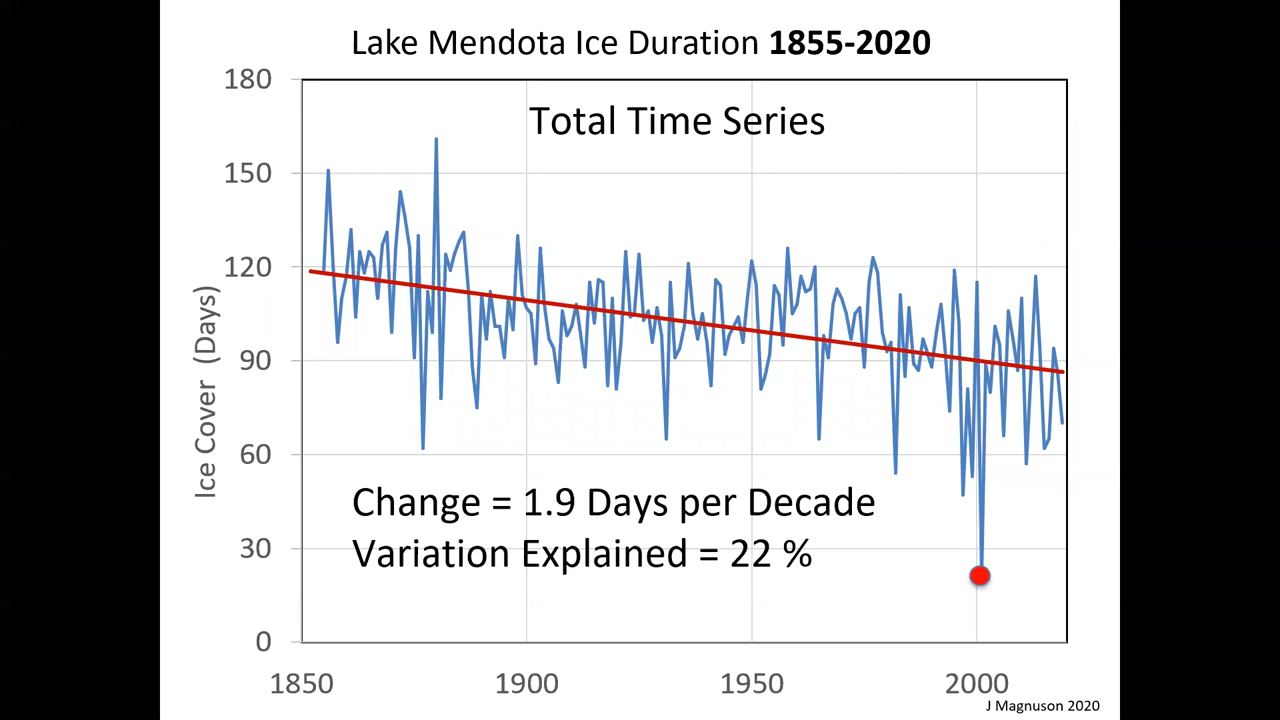 Lake Mendota Ice Duration 1855-2020
180
Total Time Series
150
120
90
60
30
0
Ice Cover (Days)
Change = 1.9 Days per Decade
Variation Explained = 22 %
1850
1900
1950
2000
J Magnuson 2020